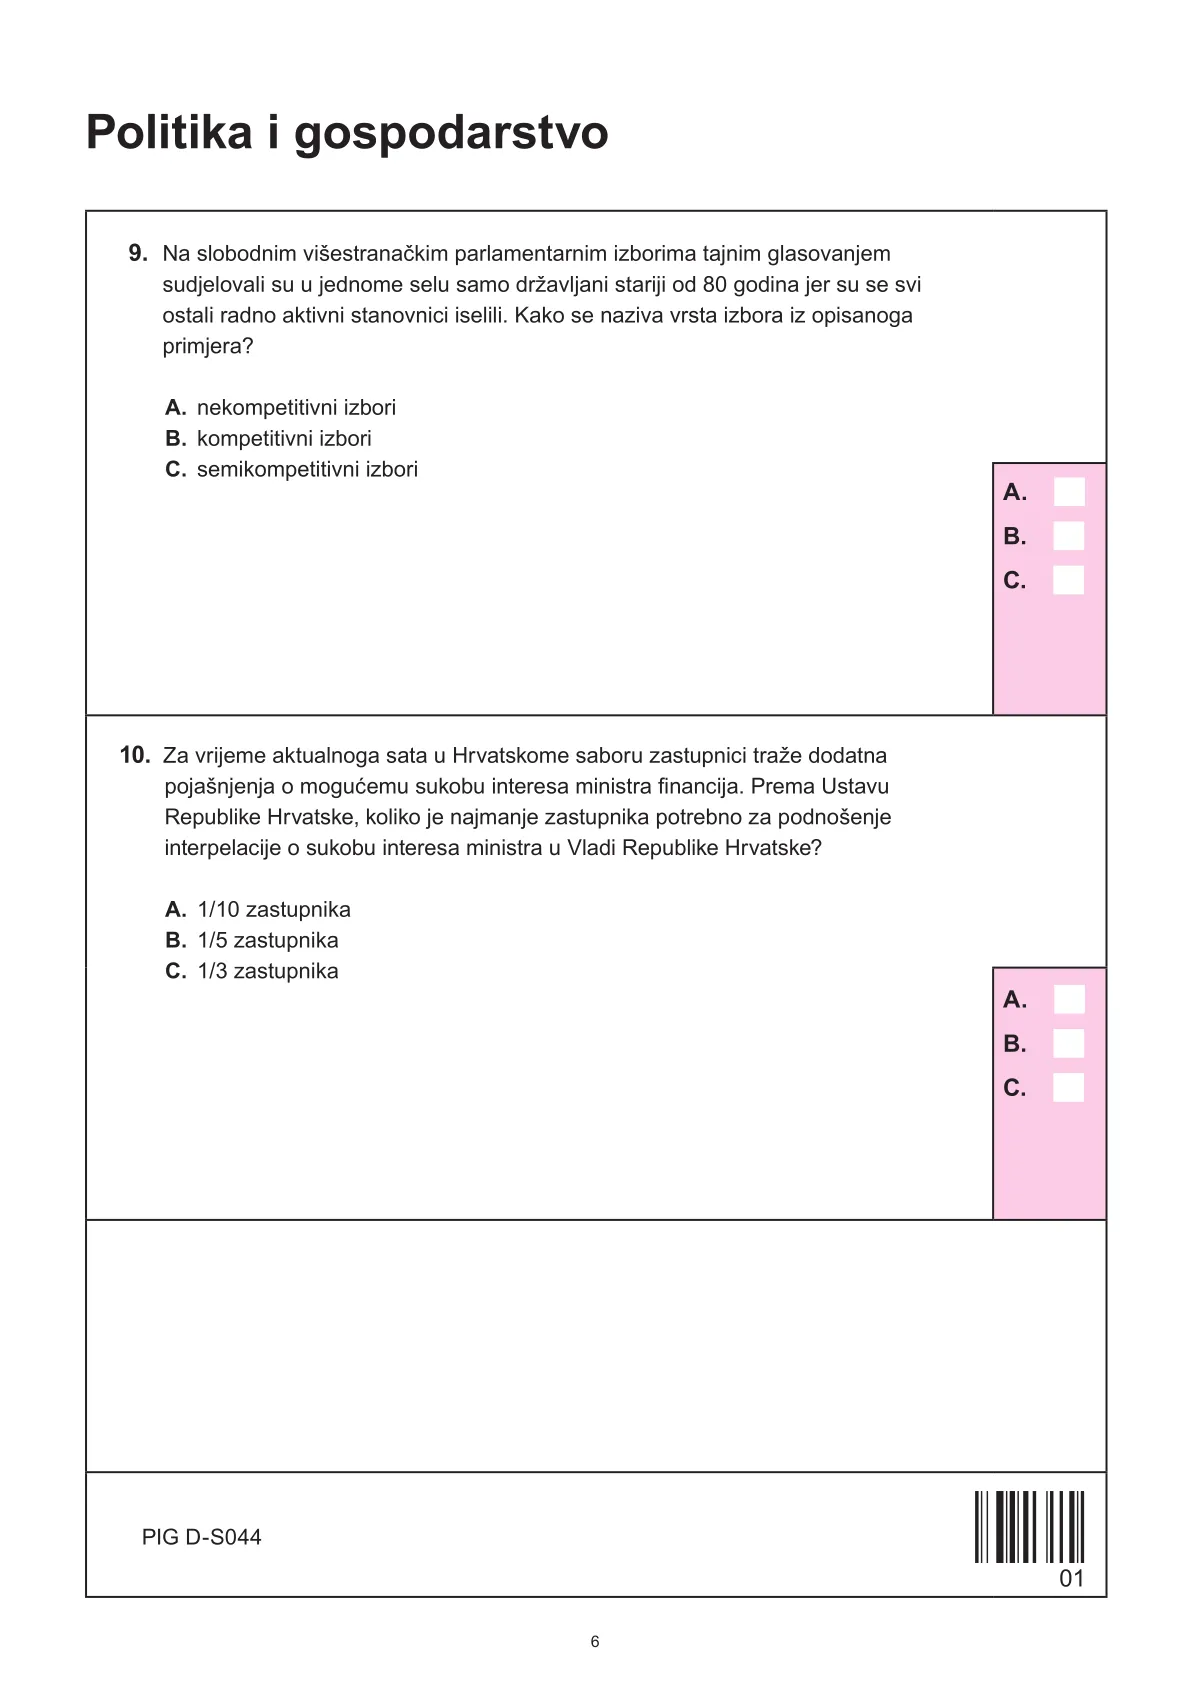 Politika i gospodarstvo
9. Na slobodnim višestranačkim parlamentarnim izborima tajnim glasovanjem
sudjelovali su u jednome selu samo državljani stariji od 80 godina jer su se svi
ostali radno aktivni stanovnici iselili. Kako se naziva vrsta izbora iz opisanoga
primjera?
A. nekompetitivni izbori
B. kompetitivni izbori
C. semikompetitivni izbori
A.
B.
C.
10. Za vrijeme aktualnoga sata u Hrvatskome saboru zastupnici traže dodatna
pojašnjenja o mogućemu sukobu interesa ministra financija. Prema Ustavu
Republike Hrvatske, koliko je najmanje zastupnika potrebno za podnošenje
interpelacije o sukobu interesa ministra u Vladi Republike Hrvatske?
A. 1/10 zastupnika
B. 1/5 zastupnika
C. 1/3 zastupnika
A.
B.
C.
PIG D-S044
01
6